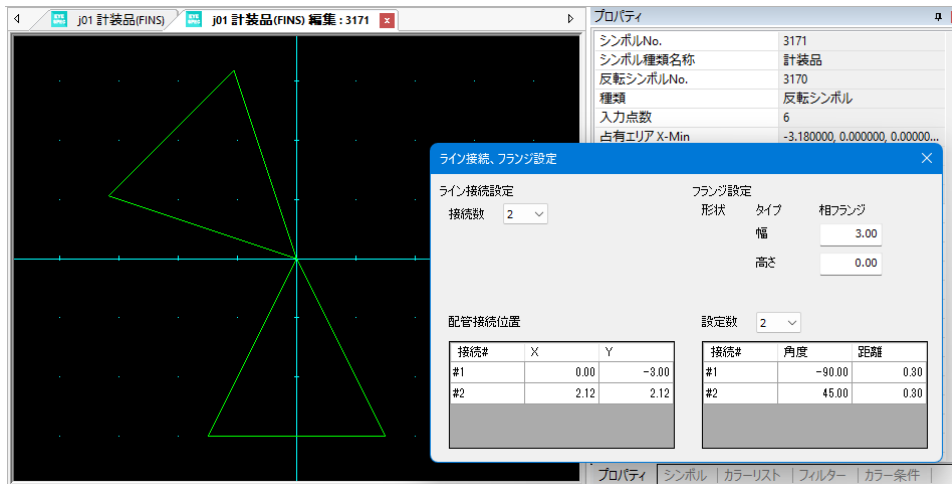 j01 計装品(FINS)
j01 計装品(FINS) 編集 : 3171
プロパティ
シンボルNo. 3171
シンボル種類名称 計装品
反転シンボルNo. 3170
種類 反転シンボル
入力点数 6
占有エリア X-Min -3.180000, 0.000000, 0.00000...
ライン接続、フランジ設定
ライン接続設定
接続数 2
フランジ設定
形状 タイプ 相フランジ
幅 3.00
高さ 0.00
配管接続位置
接続# X Y
#1 0.00 -3.00
#2 2.12 2.12
設定数 2
接続# 角度 距離
#1 -90.00 0.30
#2 45.00 0.30
プロパティ シンボル カラーリスト フィルター カラー条件